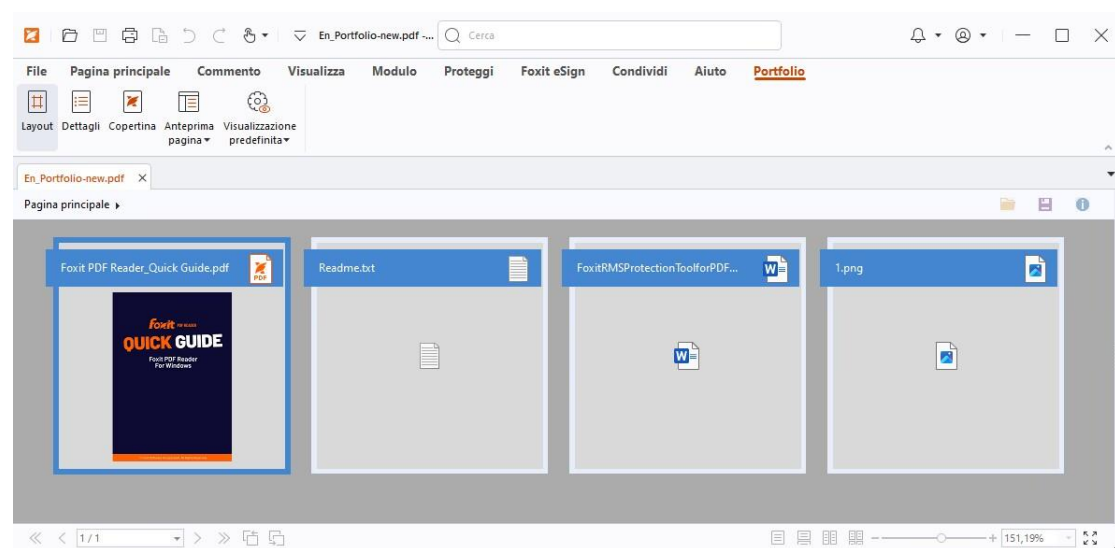 En_Portfolio-new.pdf -...
Cerca
File Pagina principale Commento Visualizza Modulo Proteggi Foxit eSign Condividi Aiuto Portfolio
Layout Dettagli Copertina Anteprima pagina Visualizzazione predefinita
En_Portfolio-new.pdf
Pagina principale
Foxit PDF Reader_Quick Guide.pdf
PDF
Readme.txt
FoxitRMSProtectionToolforPDF...
W
1.png
Foxit PDF READER
QUICK GUIDE
Foxit PDF Reader
For Windows
W
1 / 1
151,19%